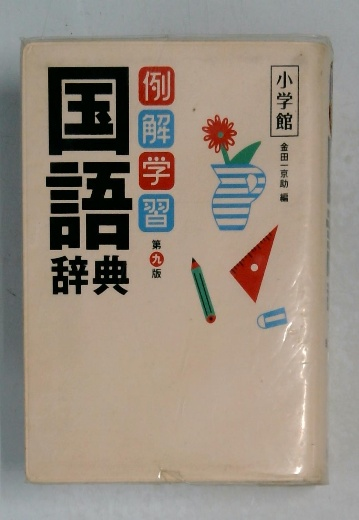 小学館
金田一京助 編
例解学習
国語
辞典
第九版